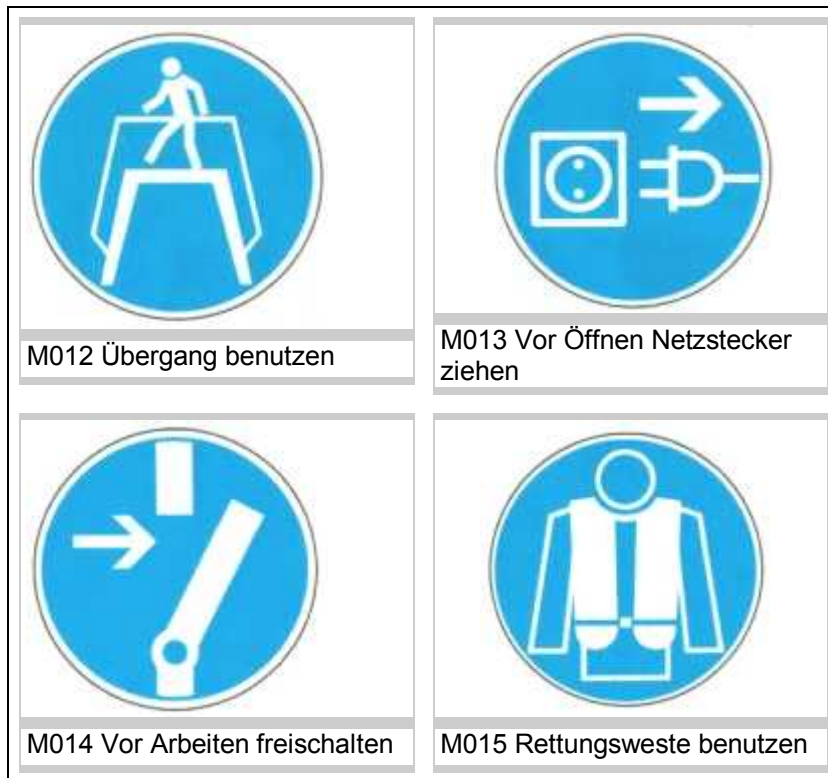 M012 Übergang benutzen
M013 Vor Öffnen Netzstecker
ziehen
M014 Vor Arbeiten freischalten
M015 Rettungsweste benutzen